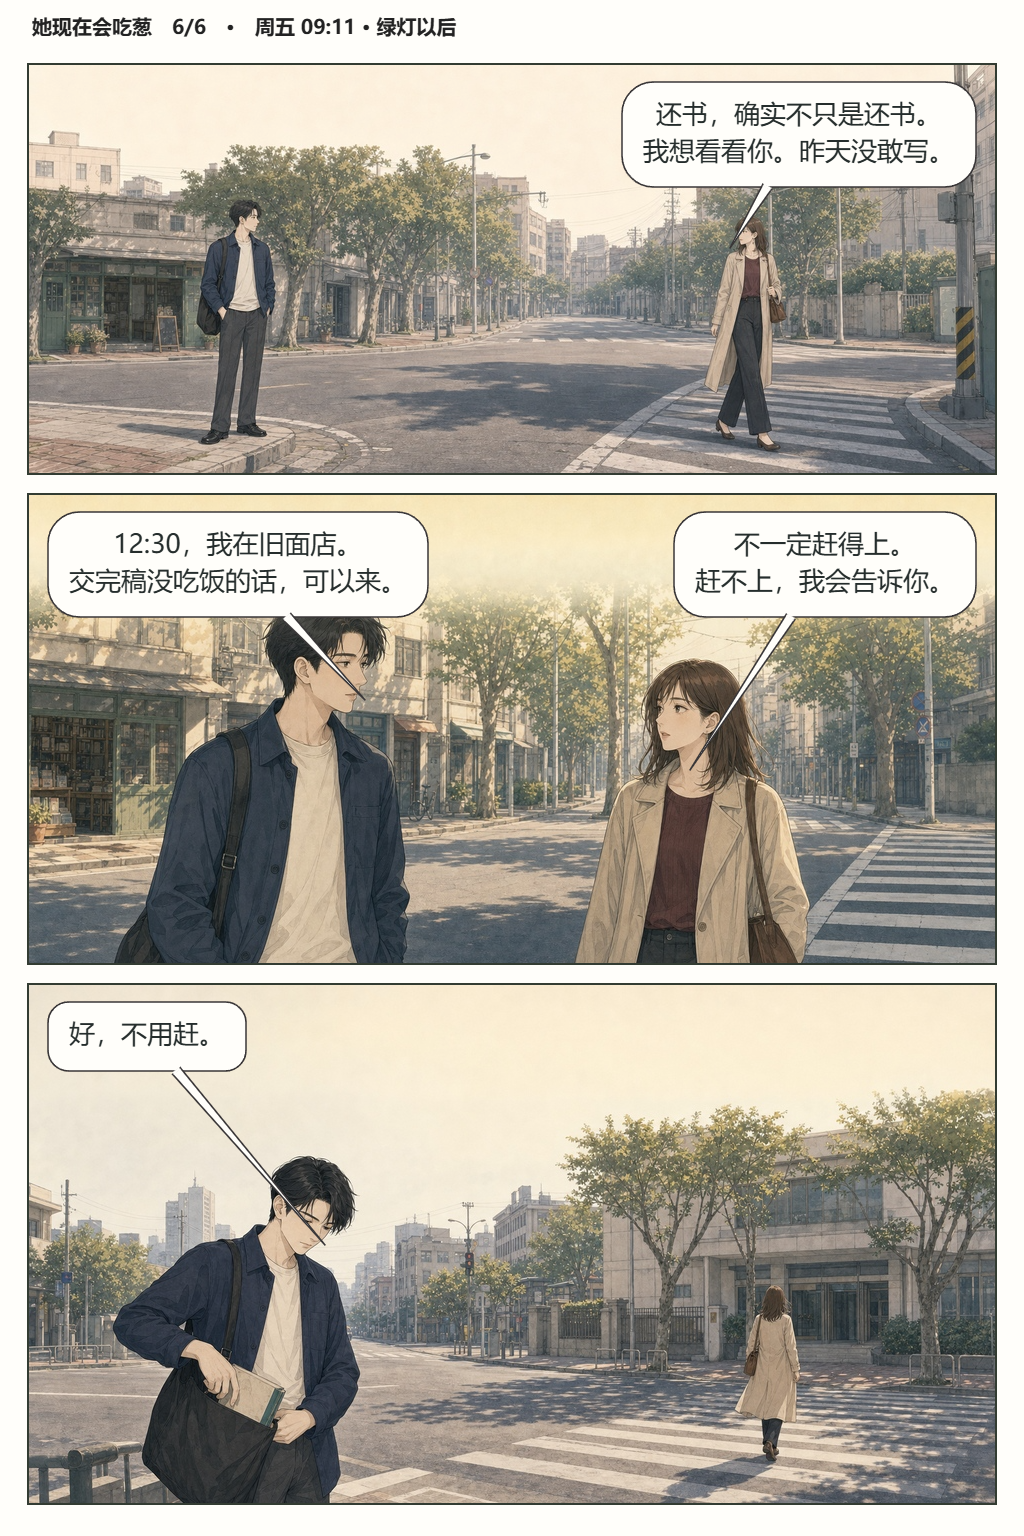 她现在会吃葱 6/6 • 周五 09:11 • 绿灯以后
还书，确实不只是还书。
我想看看你。昨天没敢写。
12:30，我在旧面店。
交完稿没吃饭的话，可以来。
不一定赶得上。
赶不上，我会告诉你。
好，不用赶。